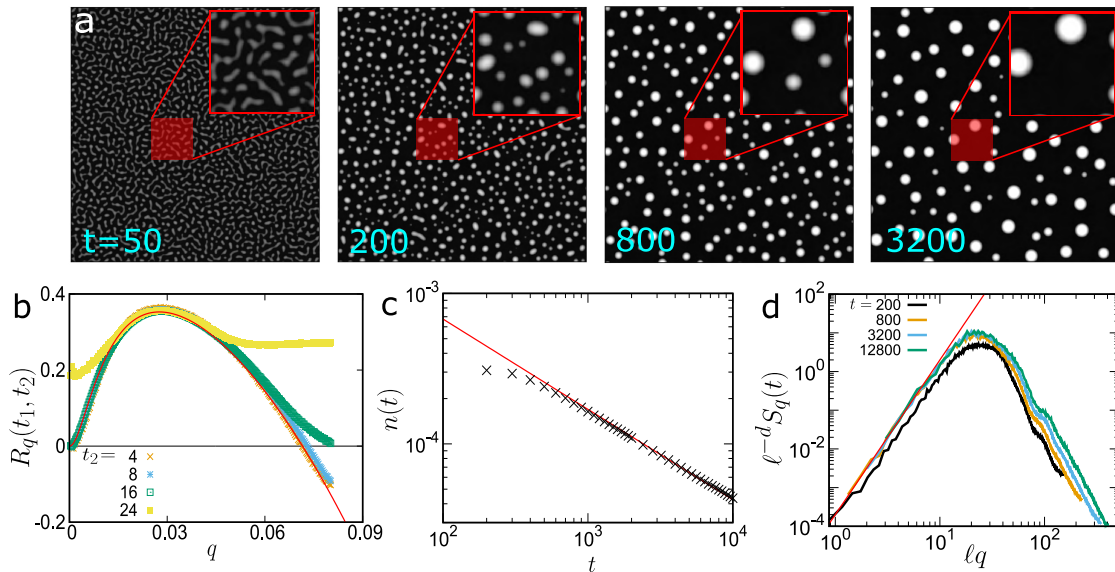 a
t=50
200
800
3200
b
0.4
0.2
0
-0.2
R_q(t_1, t_2)
t_2=
4
8
16
24
0
0.03
0.06
0.09
q
c
10^-3
10^-4
n(t)
10^2
10^3
10^4
t
d
10^2
10^0
10^-2
10^-4
ℓ^-d S_q(t)
t=200
800
3200
12800
10^0
10^1
10^2
ℓq